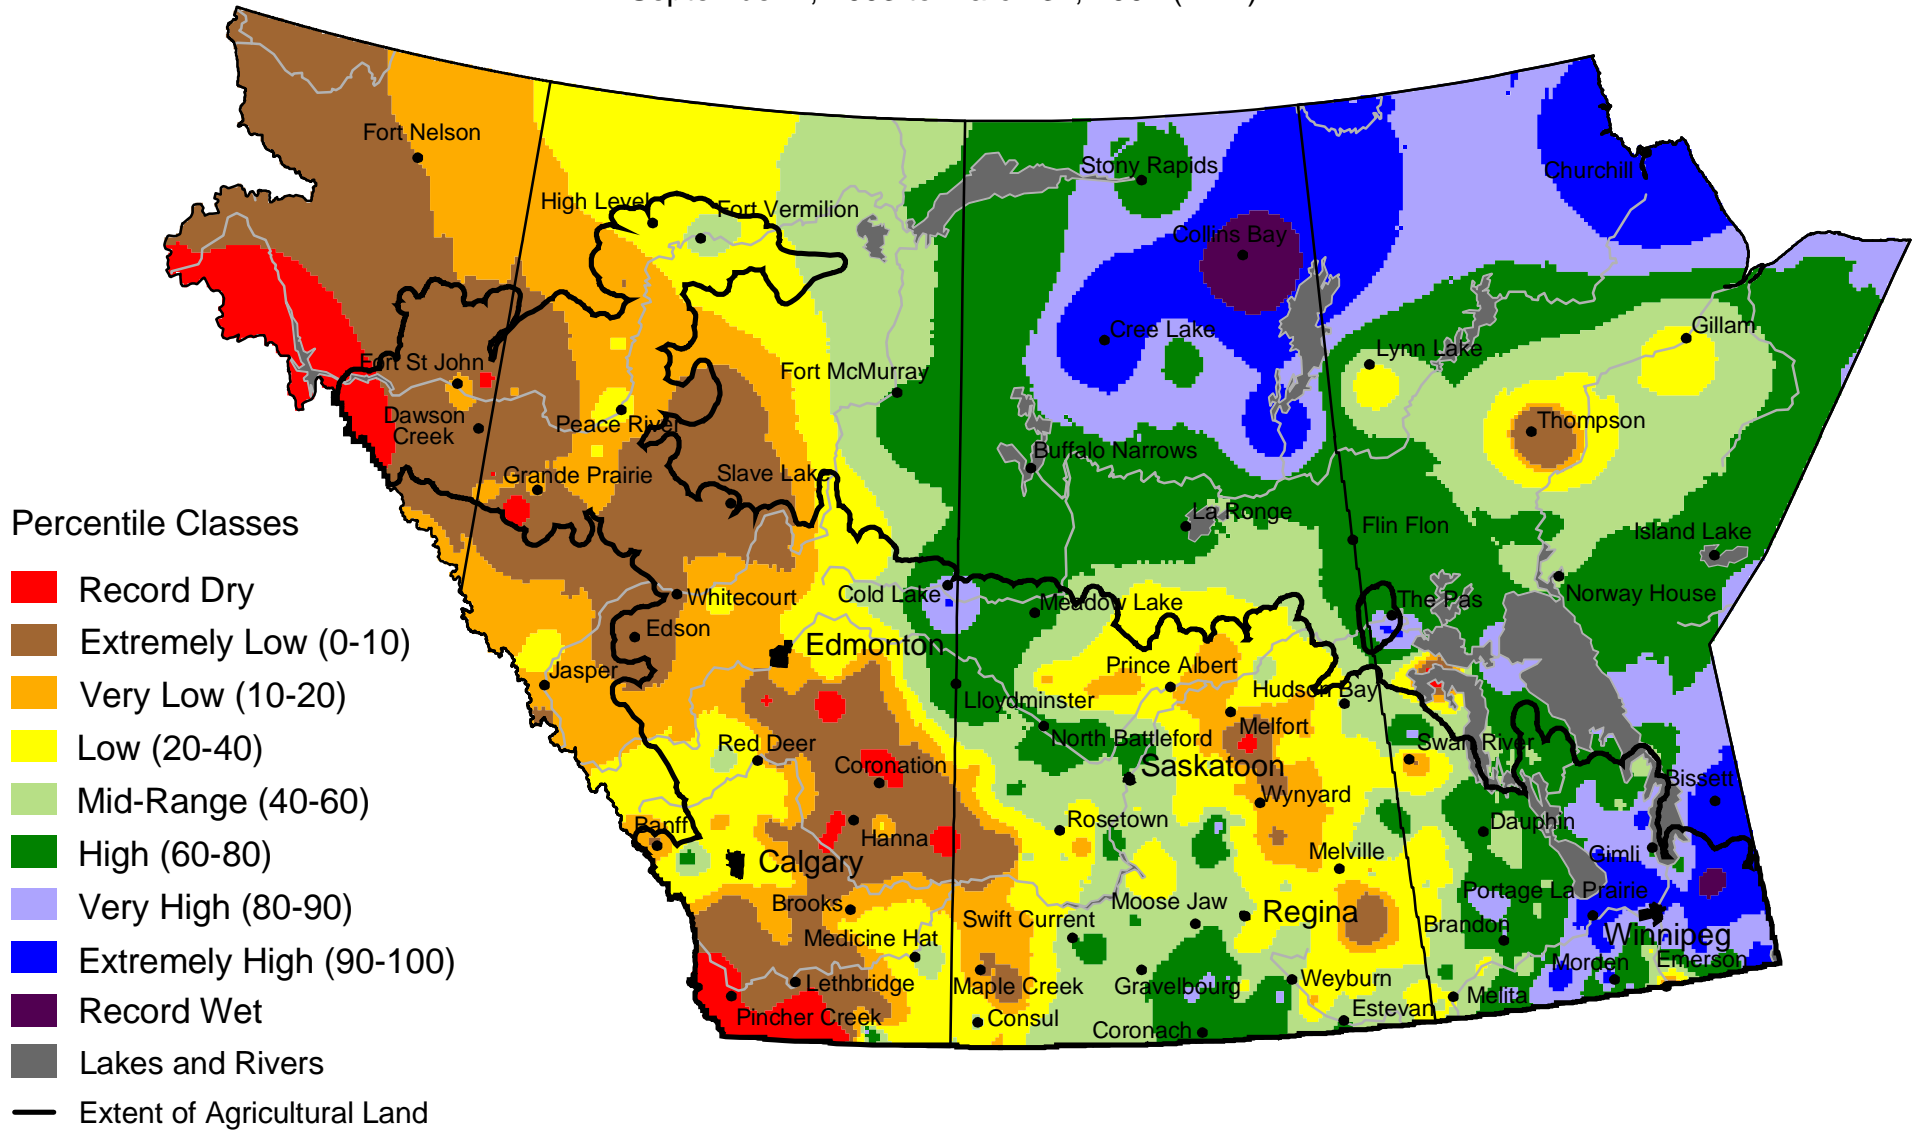 Fort Nelson
Stony Rapids
Churchill
High Level
Fort Vermilion
Collins Bay
Cree Lake
Gillam
Lynn Lake
Fort St John
Fort McMurray
Dawson
Creek
Peace River
Thompson
Buffalo Narrows
Grande Prairie
Slave Lake
La Ronge
Flin Flon
Island Lake
Percentile Classes
Record Dry
Extremely Low (0-10)
Very Low (10-20)
Low (20-40)
Mid-Range (40-60)
High (60-80)
Very High (80-90)
Extremely High (90-100)
Record Wet
Lakes and Rivers
Extent of Agricultural Land
Whitecourt
Cold Lake
Meadow Lake
The Pas
Norway House
Edson
Edmonton
Jasper
Prince Albert
Hudson Bay
Lloydminster
Melfort
North Battleford
Red Deer
Swan River
Coronation
Saskatoon
Bissett
Wynyard
Banff
Hanna
Rosetown
Dauphin
Calgary
Melville
Gimli
Brooks
Moose Jaw
Portage La Prairie
Swift Current
Regina
Brandon
Medicine Hat
Winnipeg
Lethbridge
Maple Creek
Gravelbourg
Weyburn
Morden
Emerson
Pincher Creek
Consul
Coronach
Estevan
Melita